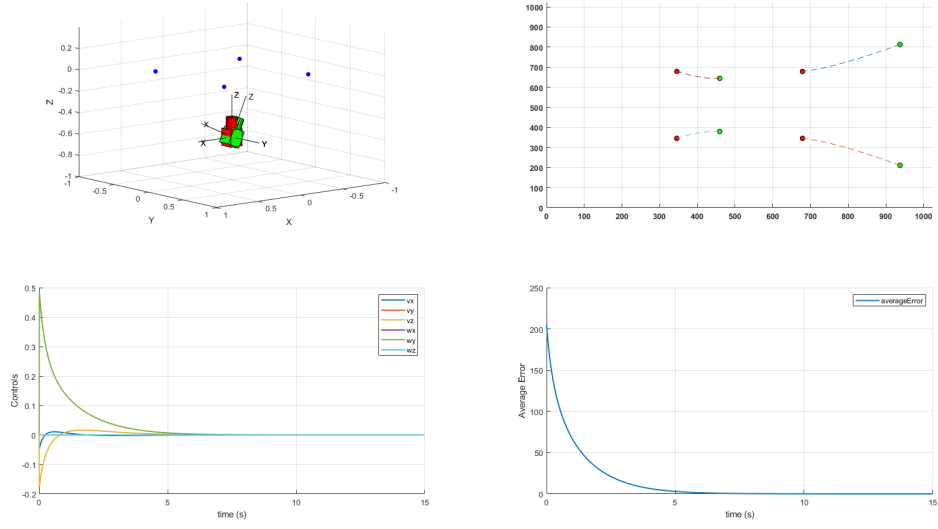 0.2
0
-0.2
-0.4
-0.6
-0.8
-1
Z
-1
-0.5
0
0.5
1
Y
1
0.5
0
-0.5
-1
X
Z
Z
X
X
Y
1000
900
800
700
600
500
400
300
200
100
0
0 100 200 300 400 500 600 700 800 900 1000
0.5
0.4
0.3
0.2
0.1
0
-0.1
-0.2
Controls
0 5 10 15
time (s)
vx
vy
vz
wx
wy
wz
250
200
150
100
50
0
Average Error
0 5 10 15
time (s)
averageError